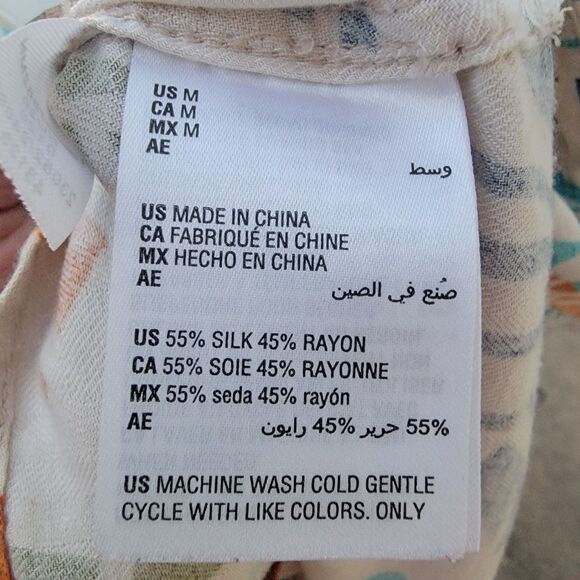 US M
CA M
MX M
AE
وسط
US MADE IN CHINA
CA FABRIQUÉ EN CHINE
MX HECHO EN CHINA
AE
صُنع في الصين
US 55% SILK 45% RAYON
CA 55% SOIE 45% RAYONNE
MX 55% seda 45% rayón
AE 55% حرير 45% رايون
US MACHINE WASH COLD GENTLE
CYCLE WITH LIKE COLORS. ONLY